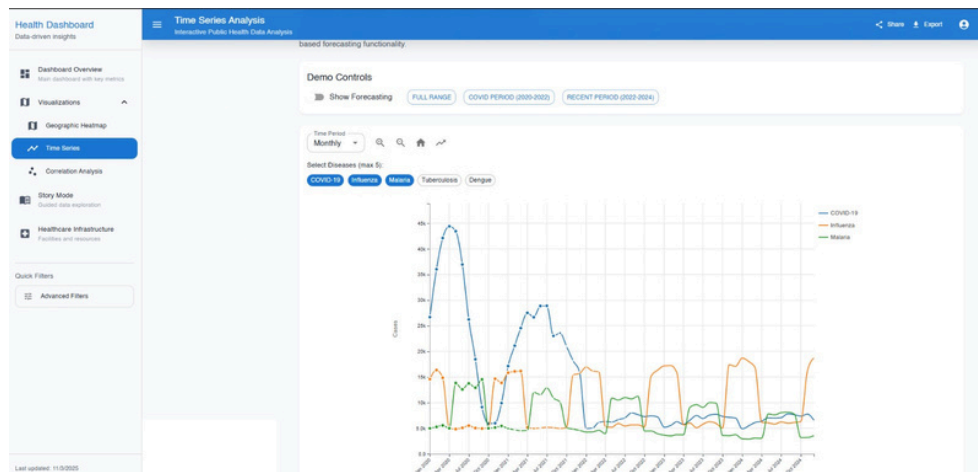 Health Dashboard
Data-driven insights
Dashboard Overview
Main dashboard with key metrics
Visualizations
Geographic Heatmap
Time Series
Correlation Analysis
Story Mode
Guided data exploration
Healthcare Infrastructure
Facilities and resources
Quick Filters
Advanced Filters
Last updated: 11/3/2025
Time Series Analysis
Interactive Public Health Data Analysis
Share
Export
based forecasting functionality
Demo Controls
Show Forecasting
FULL RANGE
COVID PERIOD (2020-2022)
RECENT PERIOD (2022-2024)
Time Period
Monthly
Select Diseases (max 5):
COVID-19
Influenza
Malaria
Tuberculosis
Dengue
COVID-19
Influenza
Malaria
Cases
45k
40k
35k
30k
25k
20k
15k
10k
5.0k
0.0